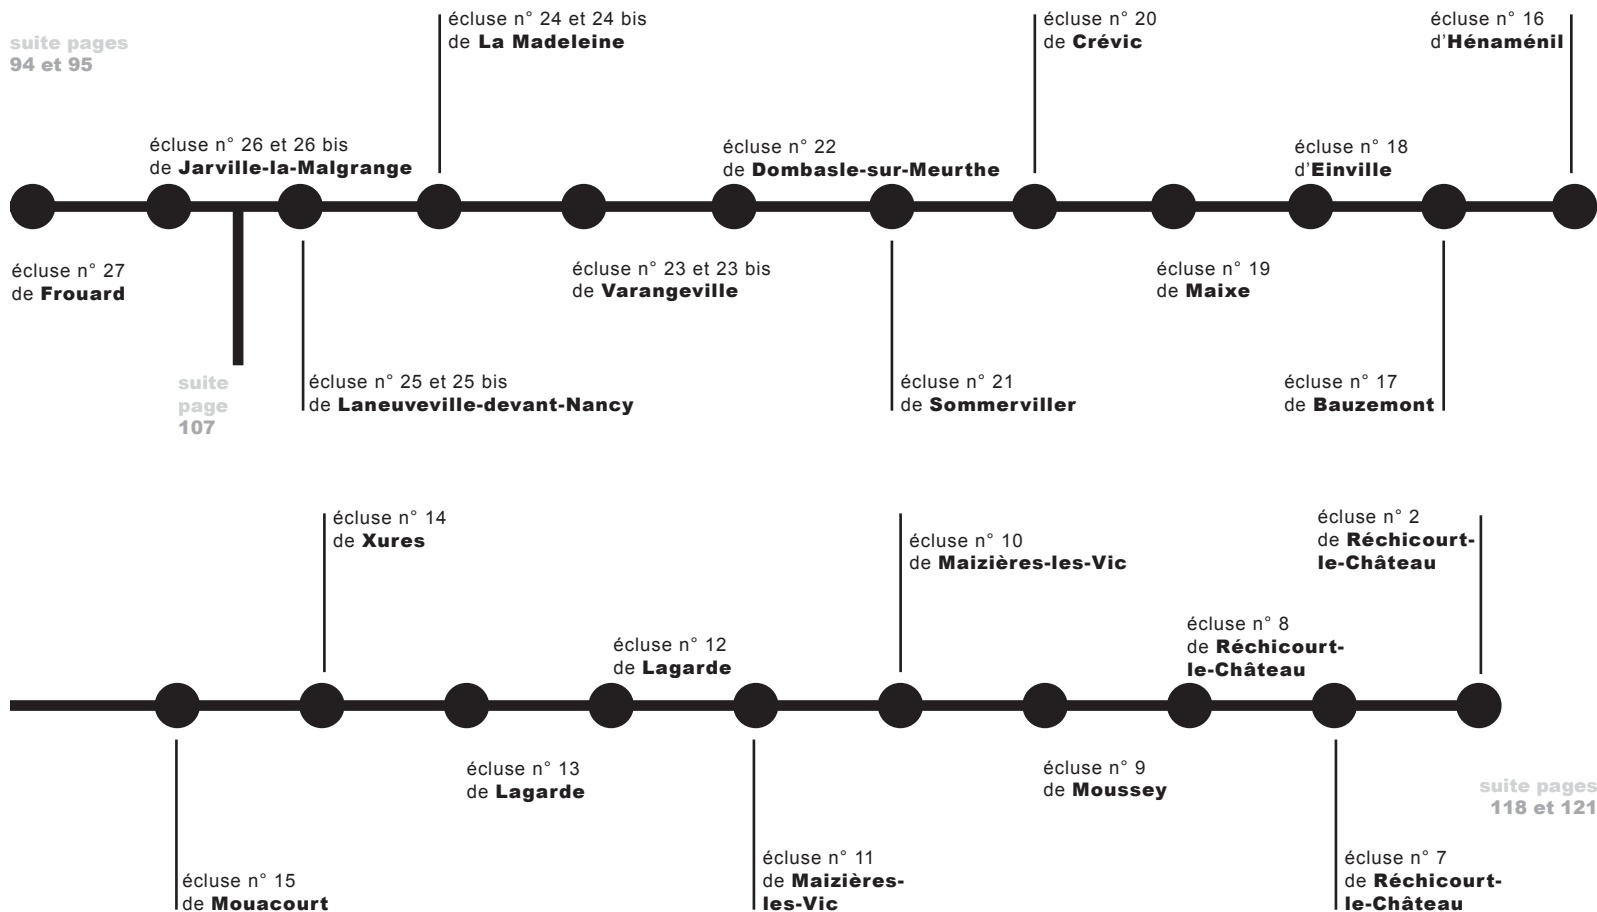 suite pages
94 et 95
écluse n° 24 et 24 bis
de La Madeleine
écluse n° 20
de Crévic
écluse n° 16
d'Hénaménil
écluse n° 26 et 26 bis
de Jarville-la-Malgrange
écluse n° 22
de Dombasle-sur-Meurthe
écluse n° 18
d'Einville
écluse n° 27
de Frouard
écluse n° 23 et 23 bis
de Varangeville
écluse n° 19
de Maixe
suite
page
107
écluse n° 25 et 25 bis
de Laneuveville-devant-Nancy
écluse n° 21
de Sommerviller
écluse n° 17
de Bauzemont
écluse n° 14
de Xures
écluse n° 10
de Maizières-les-Vic
écluse n° 2
de Réchicourt-
le-Château
écluse n° 12
de Lagarde
écluse n° 8
de Réchicourt-
le-Château
écluse n° 13
de Lagarde
écluse n° 9
de Moussey
suite pages
118 et 121
écluse n° 15
de Mouacourt
écluse n° 11
de Maizières-
les-Vic
écluse n° 7
de Réchicourt-
le-Château